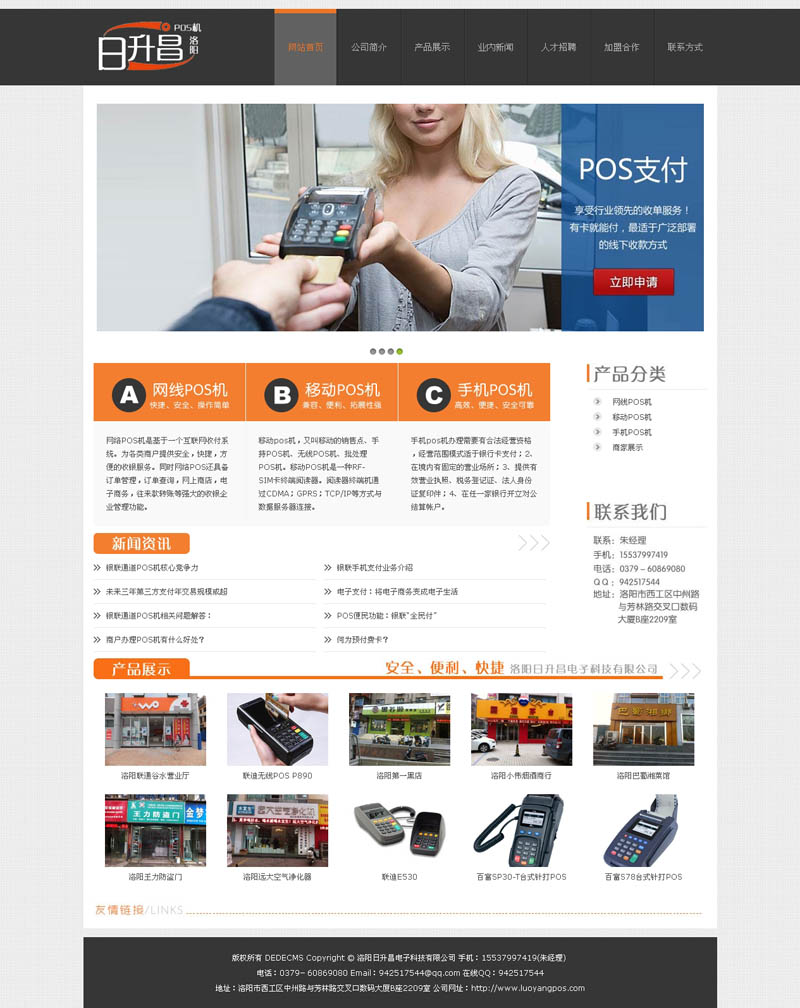 日升昌
POS机
洛阳
网站首页
公司简介
产品展示
业内新闻
人才招聘
加盟合作
联系方式
POS支付
享受行业领先的收单服务！
有卡就能付，最适于广泛部署
的线下收款方式
立即申请
A
网线POS机
快捷、安全、操作简单
B
移动POS机
兼容、便利、拓展性强
C
手机POS机
高效、便捷、安全可靠
网络POS机是基于一个互联网收付系
统。为各类商户提供安全，快捷，方
便的收银服务。同时网络POS还具备
订单管理，订单查询，网上商店，电
子商务，往来款转账等强大的收银企
业管理功能。
移动pos机，又叫移动的销售点、手
持POS机、无线POS机、批处理
POS机。移动POS机是一种RF-
SIM卡终端阅读器。阅读器终端机通
过CDMA；GPRS；TCP/IP等方式与
数据服务器连接。
手机pos机办理需要有合法经营资格
，经营范围模式适于银行卡支付；2、
在境内有固定的营业场所；3、提供有
效营业执照、税务登记证、法人身份
证复印件；4、在任一家银行开立对公
结算帐户。
产品分类
网线POS机
移动POS机
手机POS机
商家展示
联系我们
联系：朱经理
手机：15537997419
电话：0379－60869080
QQ：942517544
地址：洛阳市西工区中州路
与芳林路交叉口数码
大厦B座2209室
新闻资讯
银联通道POS机核心竞争力
银联手机支付业务介绍
未来三年第三方支付年交易规模或超
电子支付：将电子商务变成电子生活
银联通道POS机相关问题解答：
POS便民功能：银联“全民付”
商户办理POS机有什么好处?
何为预付费卡?
产品展示
安全、便利、快捷 洛阳日升昌电子科技有限公司
洛阳联通谷水营业厅
联迪无线POS P890
洛阳第一黑店
洛阳小伟烟酒商行
洛阳巴蜀湘菜馆
王力防盗门
洛阳王力防盗门
洛阳远大空气净化器
联迪E530
百富SP30-T台式针打POS
百富S78台式针打POS
友情链接/LINKS
版权所有 DEDECMS Copyright © 洛阳日升昌电子科技有限公司 手机：15537997419(朱经理)
电话：0379－60869080 Email：942517544@qq.com 在线QQ：942517544
地址：洛阳市西工区中州路与芳林路交叉口数码大厦B座2209室 公司网址：http://www.luoyangpos.com